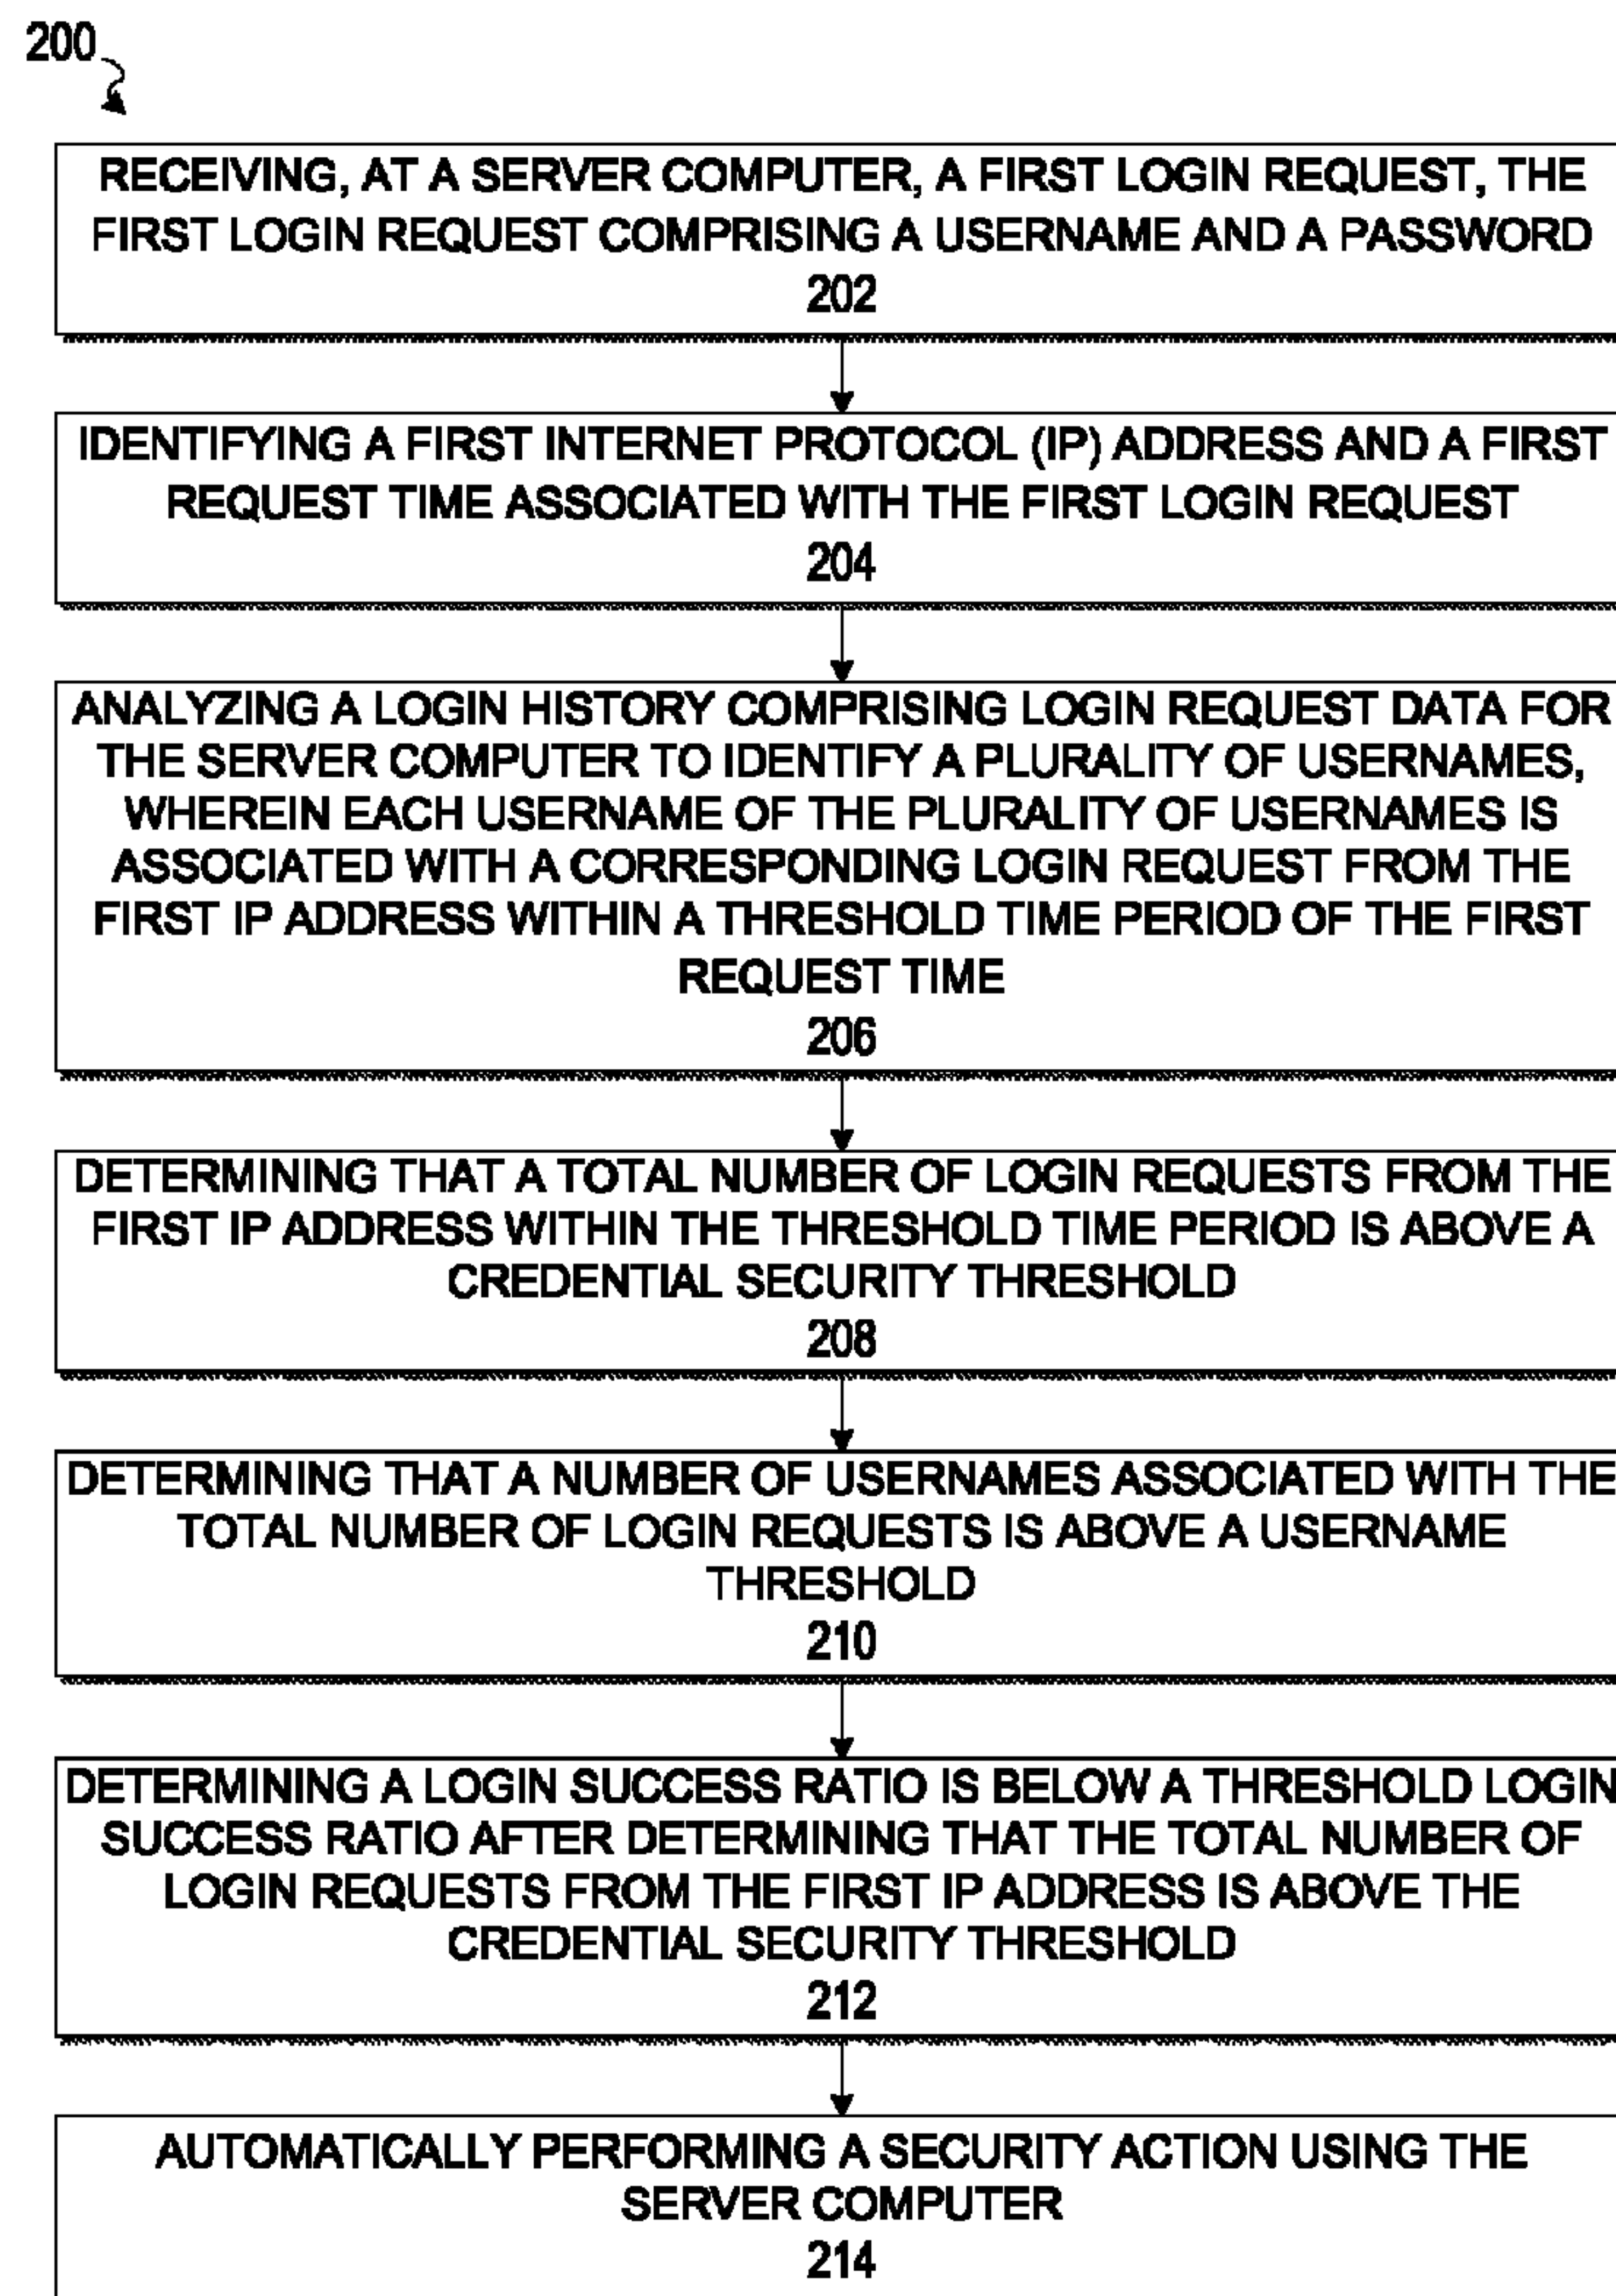 200
RECEIVING, AT A SERVER COMPUTER, A FIRST LOGIN REQUEST, THE
FIRST LOGIN REQUEST COMPRISING A USERNAME AND A PASSWORD
202
IDENTIFYING A FIRST INTERNET PROTOCOL (IP) ADDRESS AND A FIRST
REQUEST TIME ASSOCIATED WITH THE FIRST LOGIN REQUEST
204
ANALYZING A LOGIN HISTORY COMPRISING LOGIN REQUEST DATA FOR
THE SERVER COMPUTER TO IDENTIFY A PLURALITY OF USERNAMES,
WHEREIN EACH USERNAME OF THE PLURALITY OF USERNAMES IS
ASSOCIATED WITH A CORRESPONDING LOGIN REQUEST FROM THE
FIRST IP ADDRESS WITHIN A THRESHOLD TIME PERIOD OF THE FIRST
REQUEST TIME
206
DETERMINING THAT A TOTAL NUMBER OF LOGIN REQUESTS FROM THE
FIRST IP ADDRESS WITHIN THE THRESHOLD TIME PERIOD IS ABOVE A
CREDENTIAL SECURITY THRESHOLD
208
DETERMINING THAT A NUMBER OF USERNAMES ASSOCIATED WITH THE
TOTAL NUMBER OF LOGIN REQUESTS IS ABOVE A USERNAME
THRESHOLD
210
DETERMINING A LOGIN SUCCESS RATIO IS BELOW A THRESHOLD LOGIN
SUCCESS RATIO AFTER DETERMINING THAT THE TOTAL NUMBER OF
LOGIN REQUESTS FROM THE FIRST IP ADDRESS IS ABOVE THE
CREDENTIAL SECURITY THRESHOLD
212
AUTOMATICALLY PERFORMING A SECURITY ACTION USING THE
SERVER COMPUTER
214